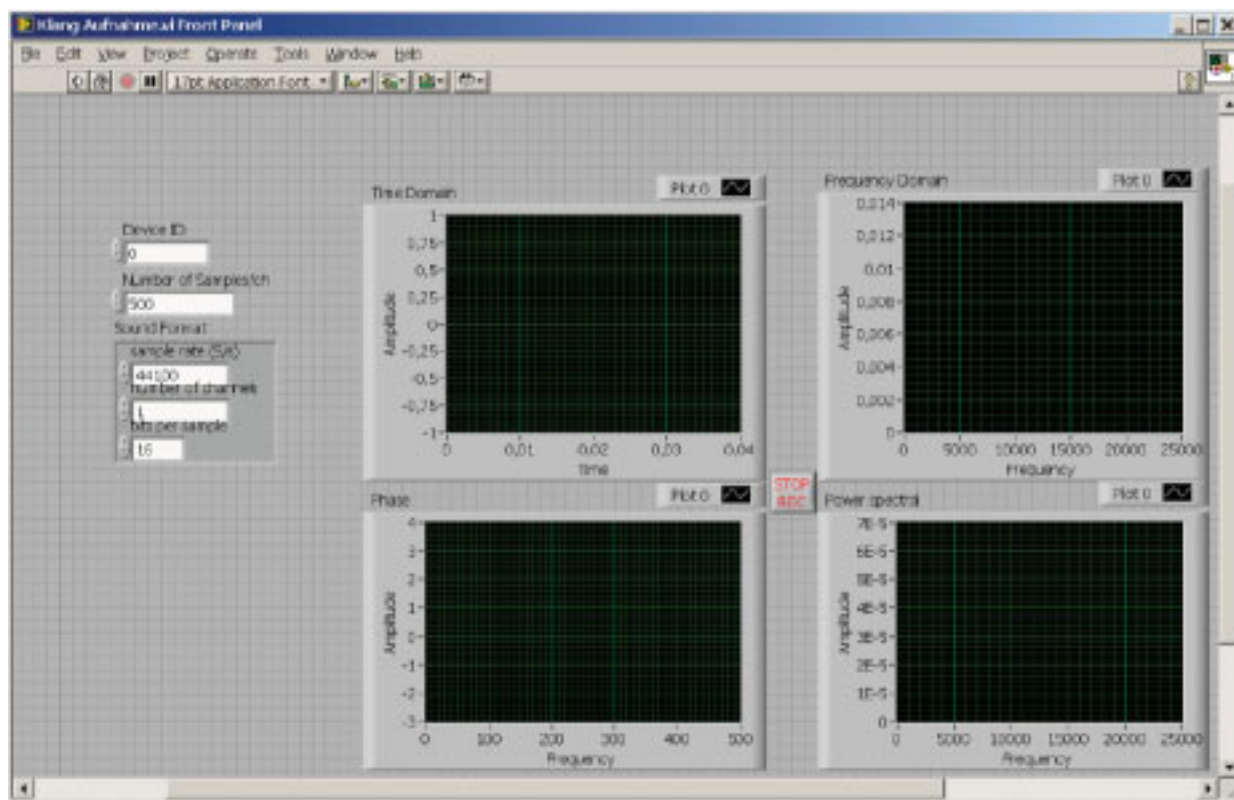 Klang Aufnahme.vi Front Panel
File Edit View Project Operate Tools Window Help
17pt Application Font
Device ID
0
Number of Samples/ch
500
Sound Format
sample rate (S/s)
44100
number of channels
1
bits per sample
16
Time Domain
Plot 0
Amplitude
1
0,75
0,5
0,25
0
-0,25
-0,5
-0,75
-1
0 0,01 0,02 0,03 0,04
Time
Frequency Domain
Plot 0
Amplitude
0,014
0,012
0,01
0,008
0,006
0,004
0,002
0
0 5000 10000 15000 20000 25000
Frequency
STOP
REC
Phase
Plot 0
Amplitude
4
3
2
1
0
-1
-2
-3
0 100 200 300 400 500
Frequency
Power spectral
Plot 0
Amplitude
7E-5
6E-5
5E-5
4E-5
3E-5
2E-5
1E-5
0
0 5000 10000 15000 20000 25000
Frequency